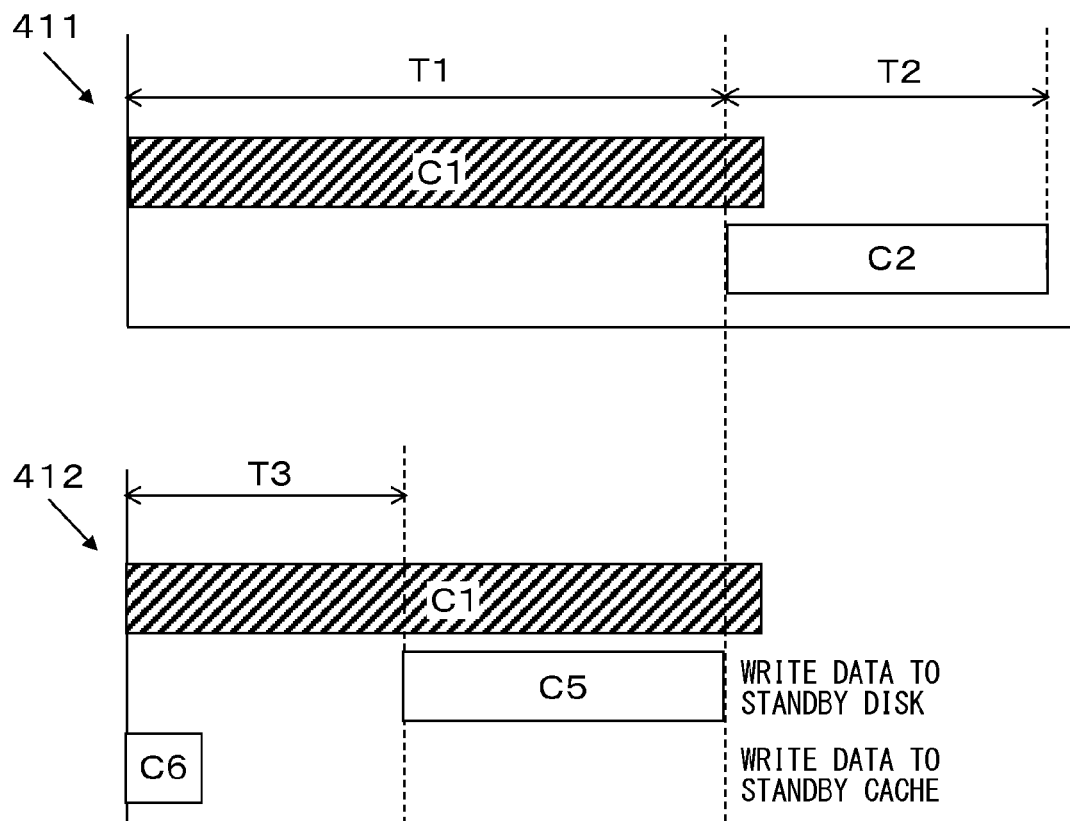 411
T1
T2
C1
C2
412
T3
C1
C5
WRITE DATA TO
STANDBY DISK
C6
WRITE DATA TO
STANDBY CACHE